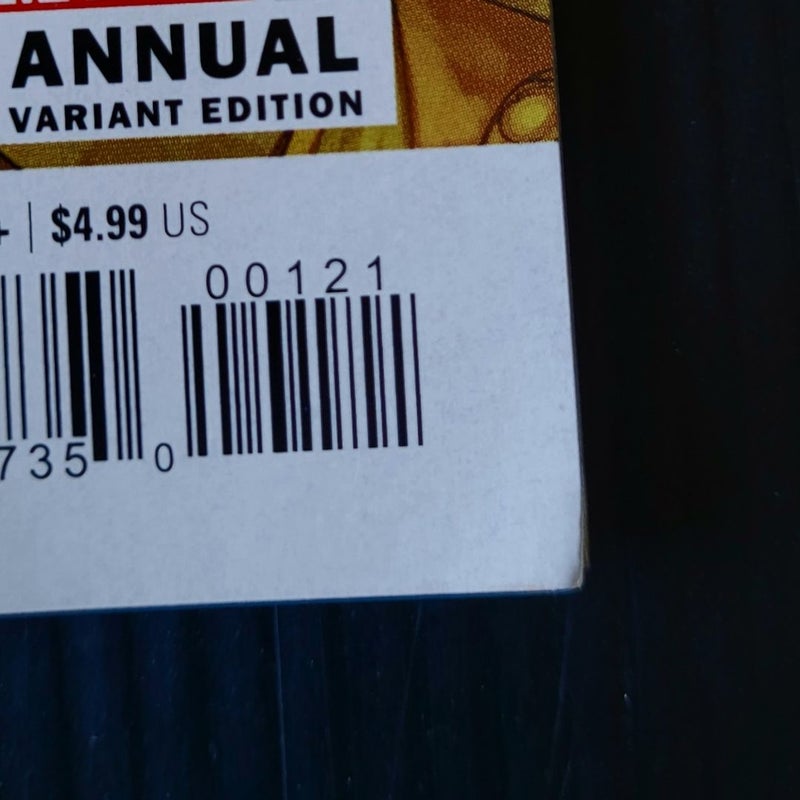 ANNUAL
VARIANT EDITION
+ | $4.99 US
00121
735 0